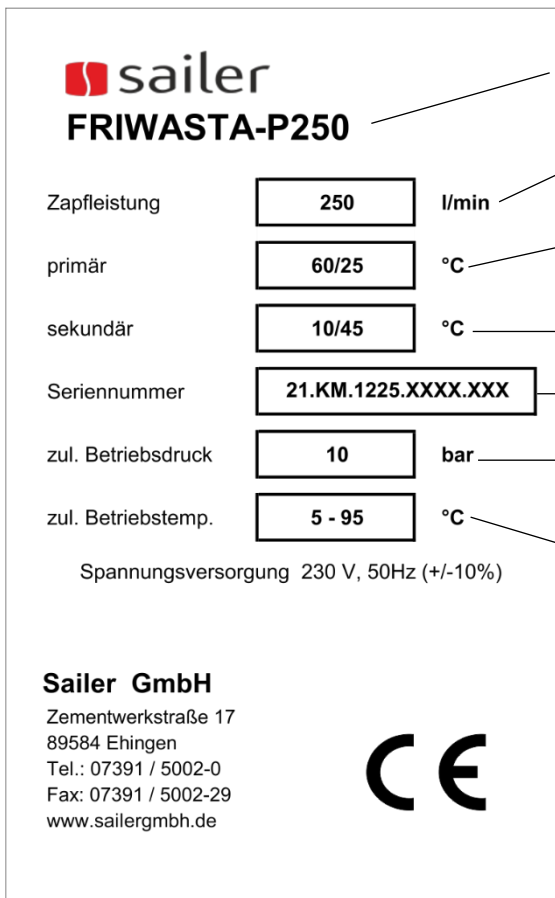 sailer
FRIWASTA-P250
Zapfleistung 250 l/min
primär 60/25 °C
sekundär 10/45 °C
Seriennummer 21.KM.1225.XXXX.XXX
zul. Betriebsdruck 10 bar
zul. Betriebstemp. 5 - 95 °C
Spannungsversorgung 230 V, 50Hz (+/-10%)
Sailer GmbH
Zementwerkstraße 17
89584 Ehingen
Tel.: 07391 / 5002-0
Fax: 07391 / 5002-29
www.sailergmbh.de
CE